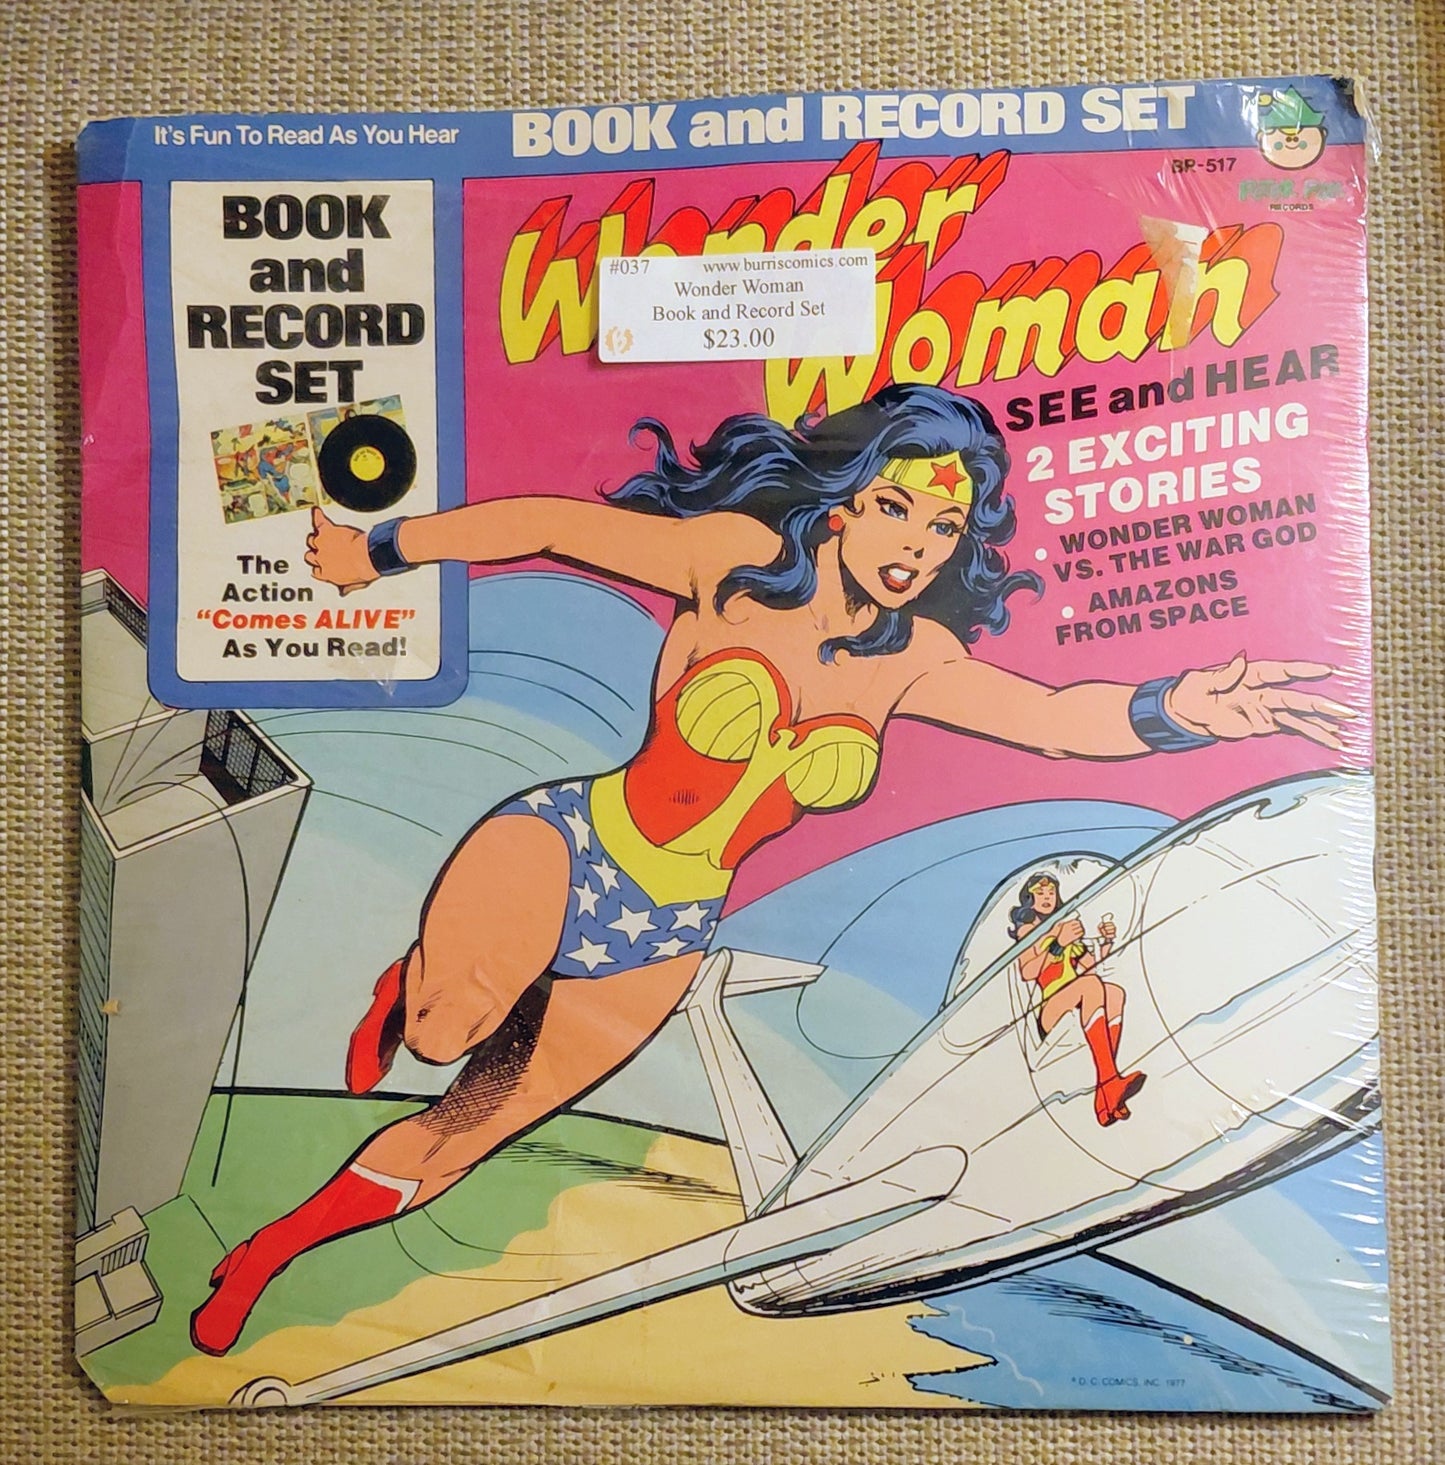 It's Fun To Read As You Hear
BOOK and RECORD SET
BR-517
RECORDS
BOOK
and
RECORD
SET
The
Action
"Comes ALIVE"
As You Read!
Wonder
Woman
#037 www.burriscomics.com
Wonder Woman
Book and Record Set
$23.00
SEE and HEAR
2 EXCITING
STORIES
• WONDER WOMAN
VS. THE WAR GOD
• AMAZONS
FROM SPACE
© D.C. COMICS, INC. 1977